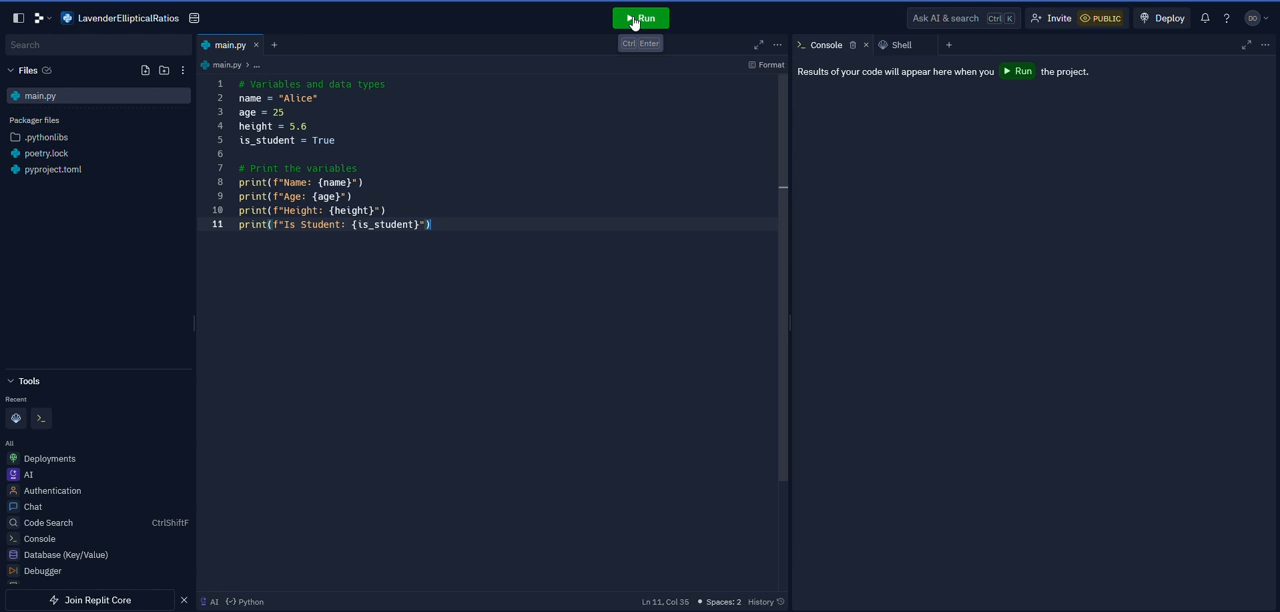 LavenderEllipticalRatios
Run
Ask AI & search Ctrl K
Invite
PUBLIC
Deploy
DO
Search
main.py
Ctrl Enter
Console
Shell
Files
main.py > ...
Format
main.py
Packager files
.pythonlibs
poetry.lock
pyproject.toml
1 # Variables and data types
2 name = "Alice"
3 age = 25
4 height = 5.6
5 is_student = True
6
7 # Print the variables
8 print(f"Name: {name}")
9 print(f"Age: {age}")
10 print(f"Height: {height}")
11 print(f"Is Student: {is_student}")
Results of your code will appear here when you Run the project.
Tools
Recent
All
Deployments
AI
Authentication
Chat
Code Search CtrlShiftF
Console
Database (Key/Value)
Debugger
Join Replit Core
AI
Python
Ln 11, Col 35
Spaces: 2
History